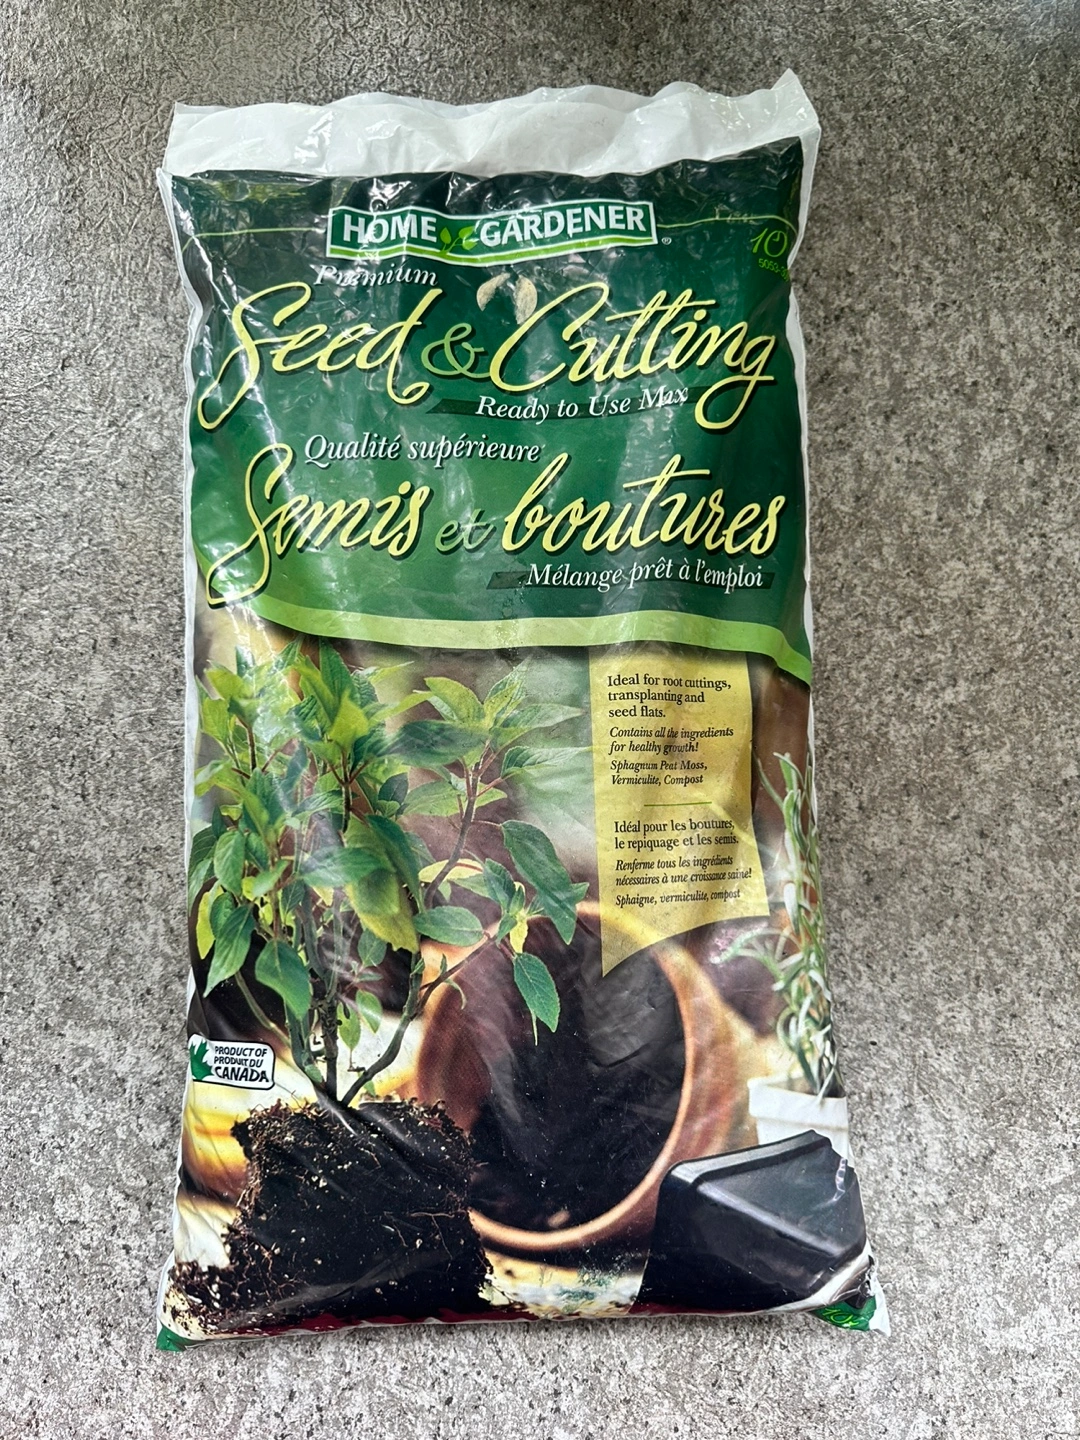 HOME GARDENER®
10
Premium
Seed & Cutting
Ready to Use Mix
Qualité supérieure
Semis et boutures
Mélange prêt à l'emploi
Ideal for root cuttings,
transplanting and
seed flats.
Contains all the ingredients
for healthy growth!
Sphagnum Peat Moss,
Vermiculite, Compost
Idéal pour les boutures,
le repiquage et les semis.
Renferme tous les ingrédients
nécessaires à une croissance saine!
Sphaigne, vermiculite, compost
PRODUCT OF
PRODUIT DU
CANADA